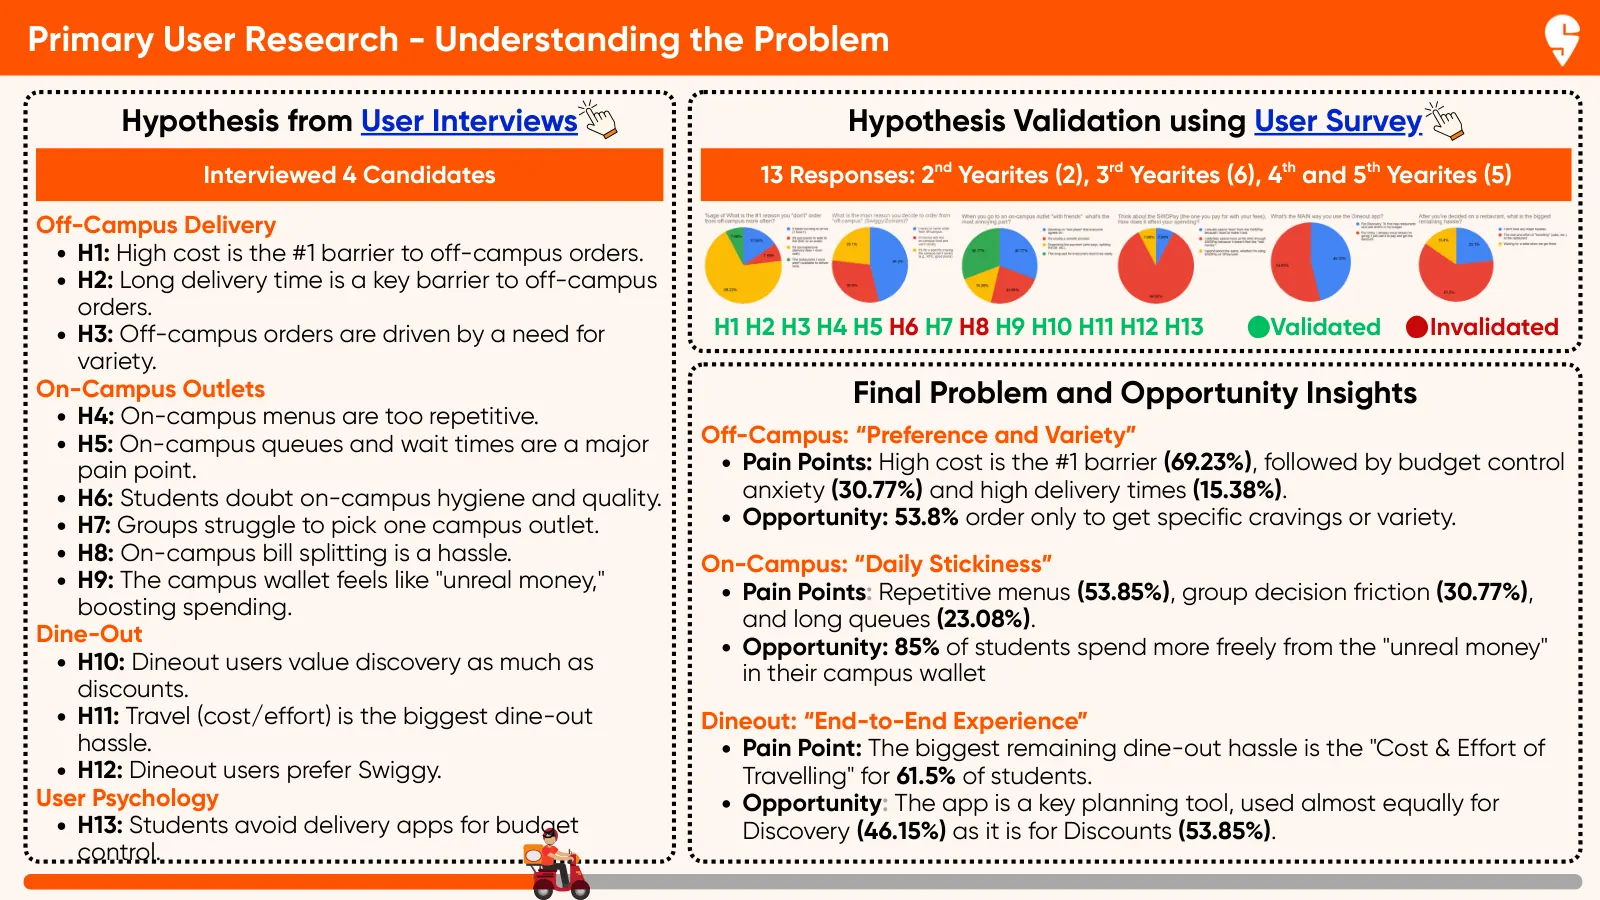 Primary User Research - Understanding the Problem
Hypothesis from User Interviews
Interviewed 4 Candidates
Off-Campus Delivery
• H1: High cost is the #1 barrier to off-campus orders.
• H2: Long delivery time is a key barrier to off-campus
orders.
• H3: Off-campus orders are driven by a need for
variety.
On-Campus Outlets
• H4: On-campus menus are too repetitive.
• H5: On-campus queues and wait times are a major
pain point.
• H6: Students doubt on-campus hygiene and quality.
• H7: Groups struggle to pick one campus outlet.
• H8: On-campus bill splitting is a hassle.
• H9: The campus wallet feels like "unreal money,"
boosting spending.
Dine-Out
• H10: Dineout users value discovery as much as
discounts.
• H11: Travel (cost/effort) is the biggest dine-out
hassle.
• H12: Dineout users prefer Swiggy.
User Psychology
• H13: Students avoid delivery apps for budget
control.
Hypothesis Validation using User Survey
13 Responses: 2nd Yearites (2), 3rd Yearites (6), 4th and 5th Yearites (5)
What's the MAIN way you use the Dineout app?
H1 H2 H3 H4 H5 H6 H7 H8 H9 H10 H11 H12 H13
Validated
Invalidated
Final Problem and Opportunity Insights
Off-Campus: “Preference and Variety”
• Pain Points: High cost is the #1 barrier (69.23%), followed by budget control
anxiety (30.77%) and high delivery times (15.38%).
• Opportunity: 53.8% order only to get specific cravings or variety.
On-Campus: “Daily Stickiness”
• Pain Points: Repetitive menus (53.85%), group decision friction (30.77%),
and long queues (23.08%).
• Opportunity: 85% of students spend more freely from the "unreal money"
in their campus wallet
Dineout: “End-to-End Experience”
• Pain Point: The biggest remaining dine-out hassle is the "Cost & Effort of
Travelling" for 61.5% of students.
• Opportunity: The app is a key planning tool, used almost equally for
Discovery (46.15%) as it is for Discounts (53.85%).